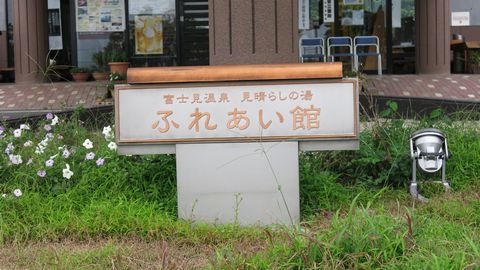 富士見温泉 見晴らしの湯
ふれあい館